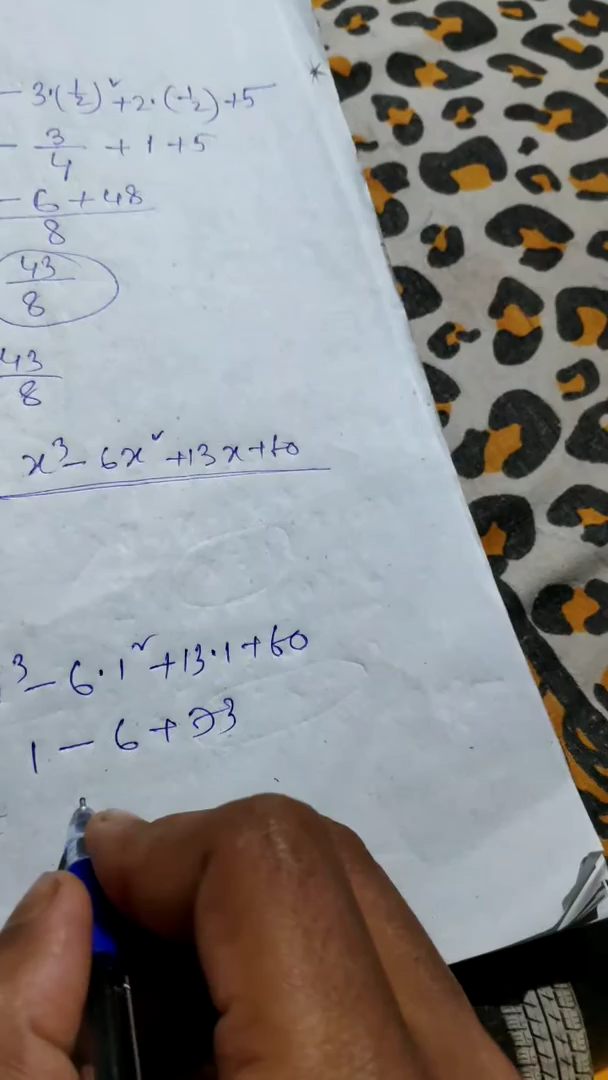 - 3·(1/2)² + 2·(-1/2) + 5
- 3/4 + 1 + 5
- 6 + 48 / 8
43/8
43/8
x³ - 6x² + 13x + 60
³ - 6·1² + 13·1 + 60
1 - 6 + 73